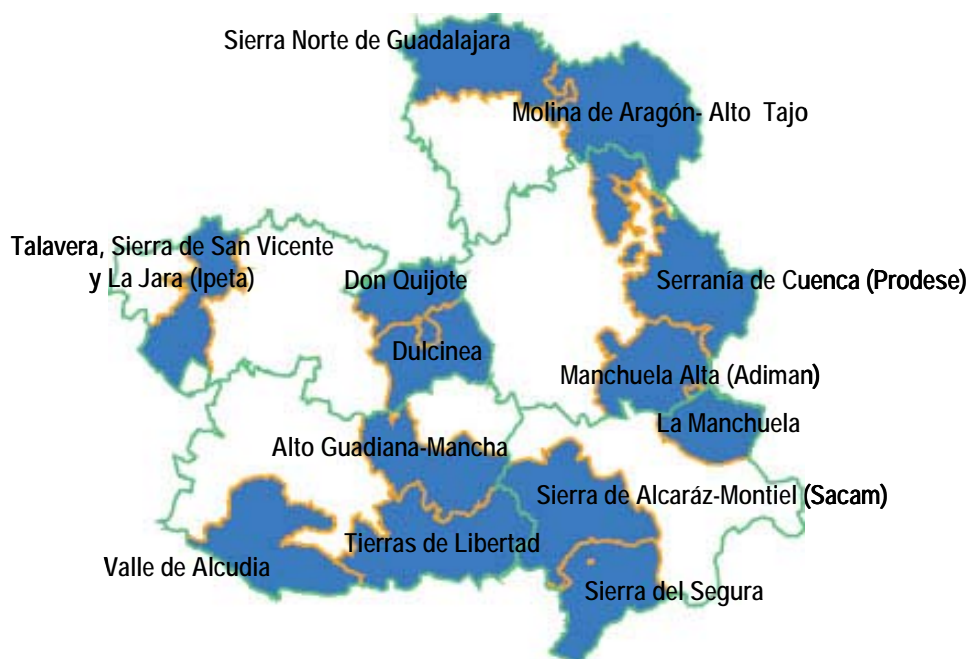 Sierra Norte de Guadalajara
Molina de Aragón- Alto Tajo
Talavera, Sierra de San Vicente
y La Jara (Ipeta)
Don Quijote
Serranía de Cuenca (Prodese)
Dulcinea
Manchuela Alta (Adiman)
La Manchuela
Alto Guadiana-Mancha
Sierra de Alcaráz-Montiel (Sacam)
Tierras de Libertad
Valle de Alcudia
Sierra del Segura